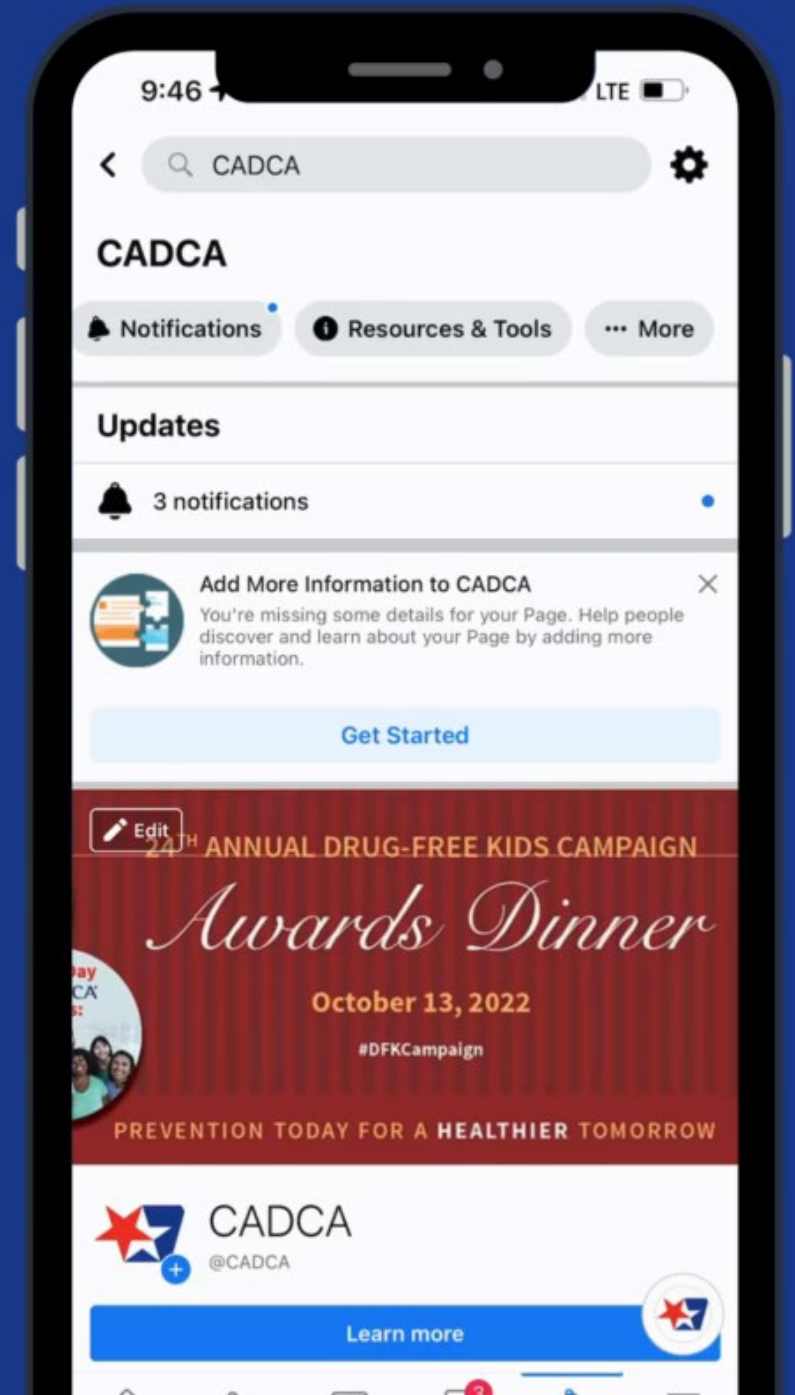 9:46
LTE
CADCA
CADCA
Notifications
Resources & Tools
More
Updates
3 notifications
Add More Information to CADCA
You're missing some details for your Page. Help people
discover and learn about your Page by adding more
information.
Get Started
Edit
24TH ANNUAL DRUG-FREE KIDS CAMPAIGN
Awards Dinner
October 13, 2022
#DFKCampaign
PREVENTION TODAY FOR A HEALTHIER TOMORROW
CADCA
@CADCA
Learn more
3